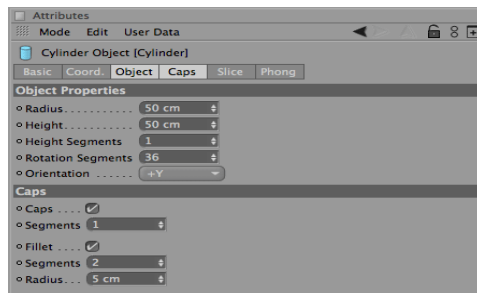 Attributes
Mode Edit User Data
Cylinder Object [Cylinder]
Basic Coord. Object Caps Slice Phong
Object Properties
Radius........... 50 cm
Height........... 50 cm
Height Segments 1
Rotation Segments 36
Orientation ...... +Y
Caps
Caps ....
Segments 1
Fillet ....
Segments 2
Radius... 5 cm